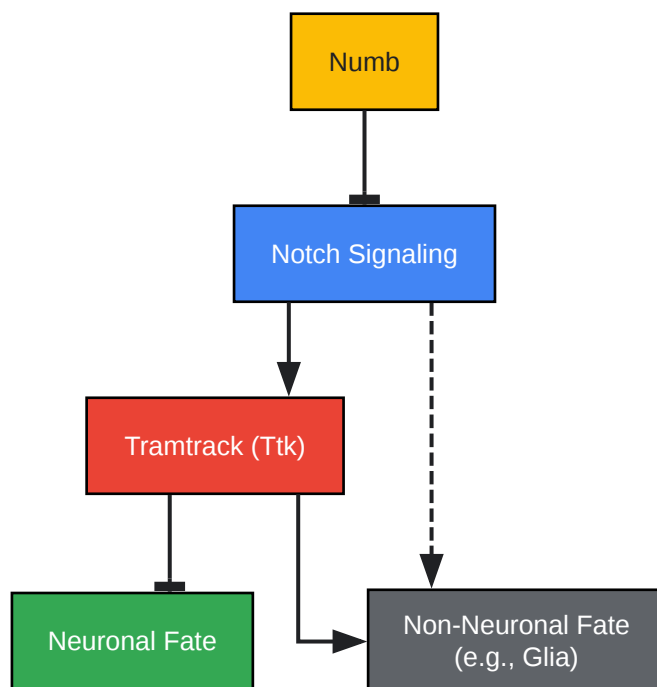 Numb
Notch Signaling
Tramtrack (Ttk)
Neuronal Fate
Non-Neuronal Fate
(e.g., Glia)